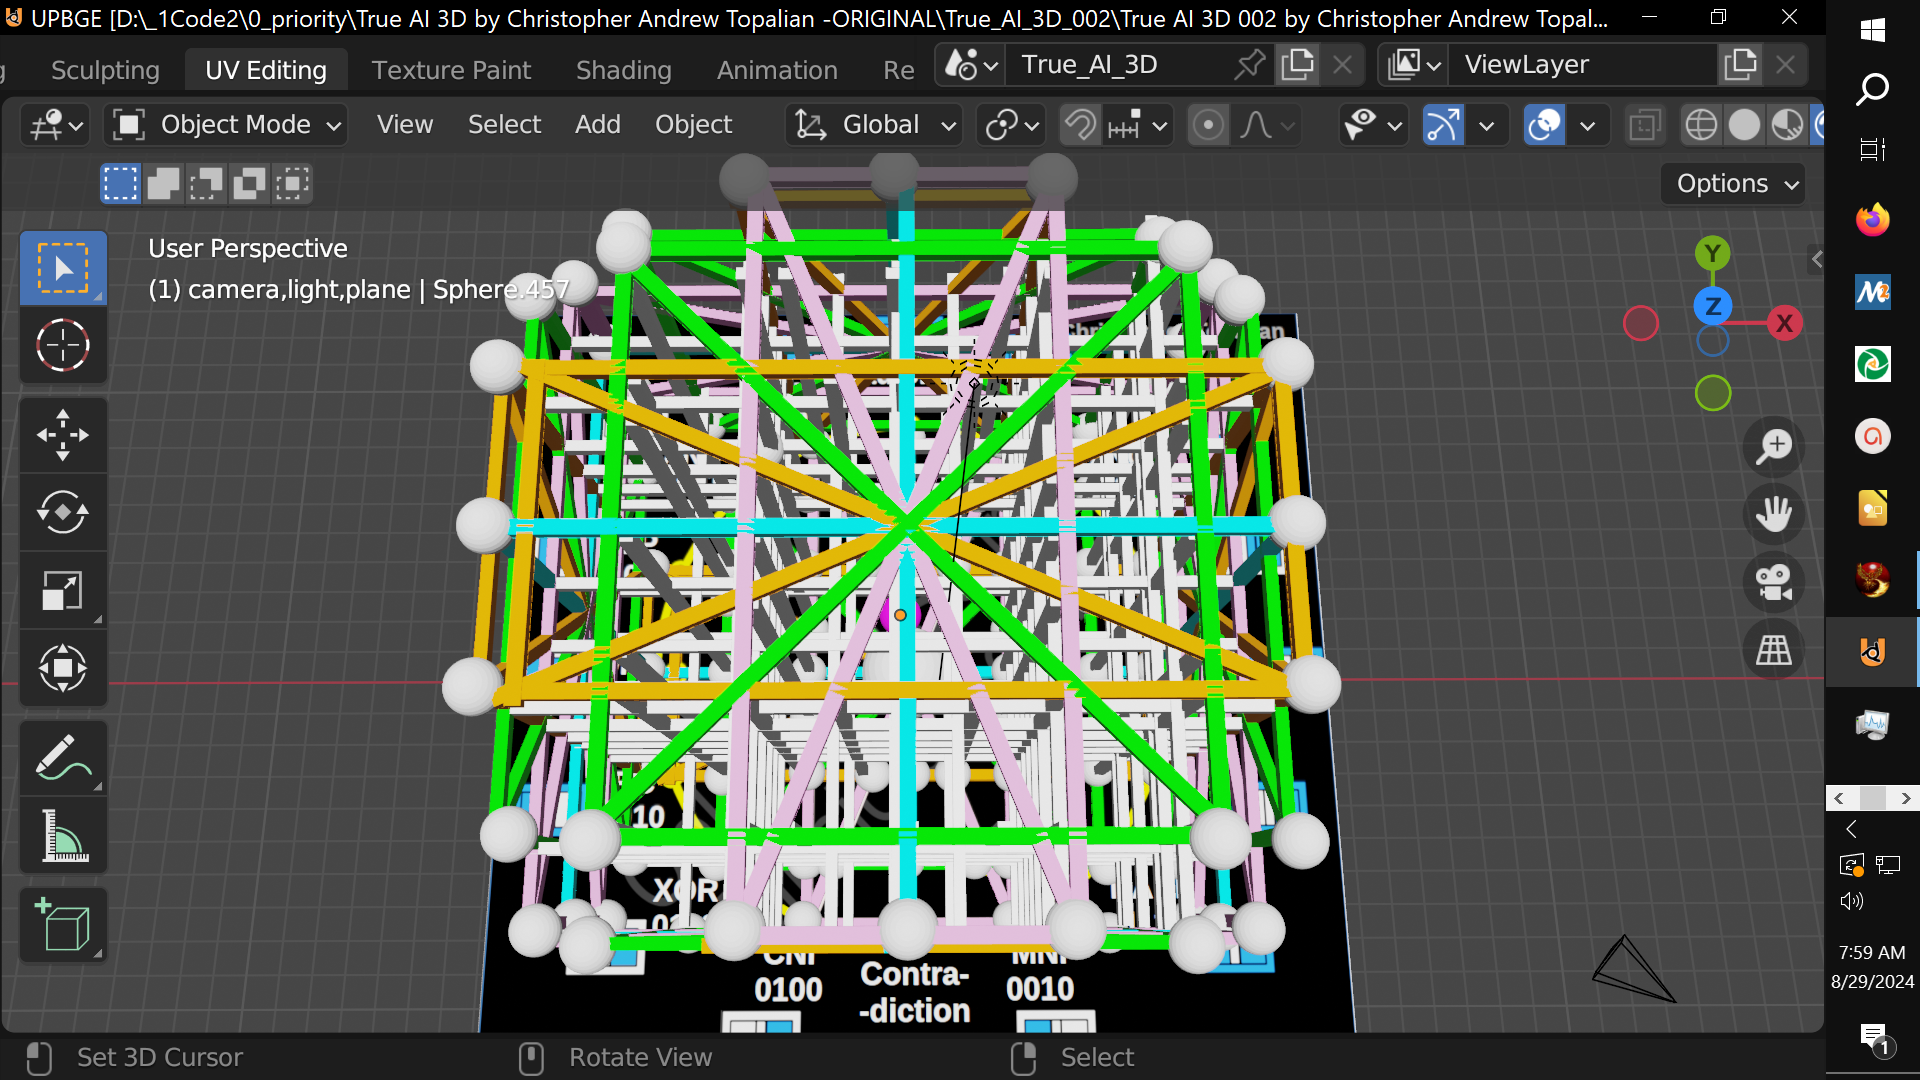 UPBGE [D:\_1Code2\0_priority\True AI 3D by Christopher Andrew Topalian -ORIGINAL\True_AI_3D_002\True AI 3D 002 by Christopher Andrew Topal...
Sculpting UV Editing Texture Paint Shading Animation Re True_AI_3D ViewLayer
Object Mode View Select Add Object Global
Options
User Perspective
(1) camera,light,plane | Sphere.457
Y
Z
X
10
XOR
CNI
0100
Contra-
-diction
MNI
0010
7:59 AM
8/29/2024
1
Set 3D Cursor Rotate View Select